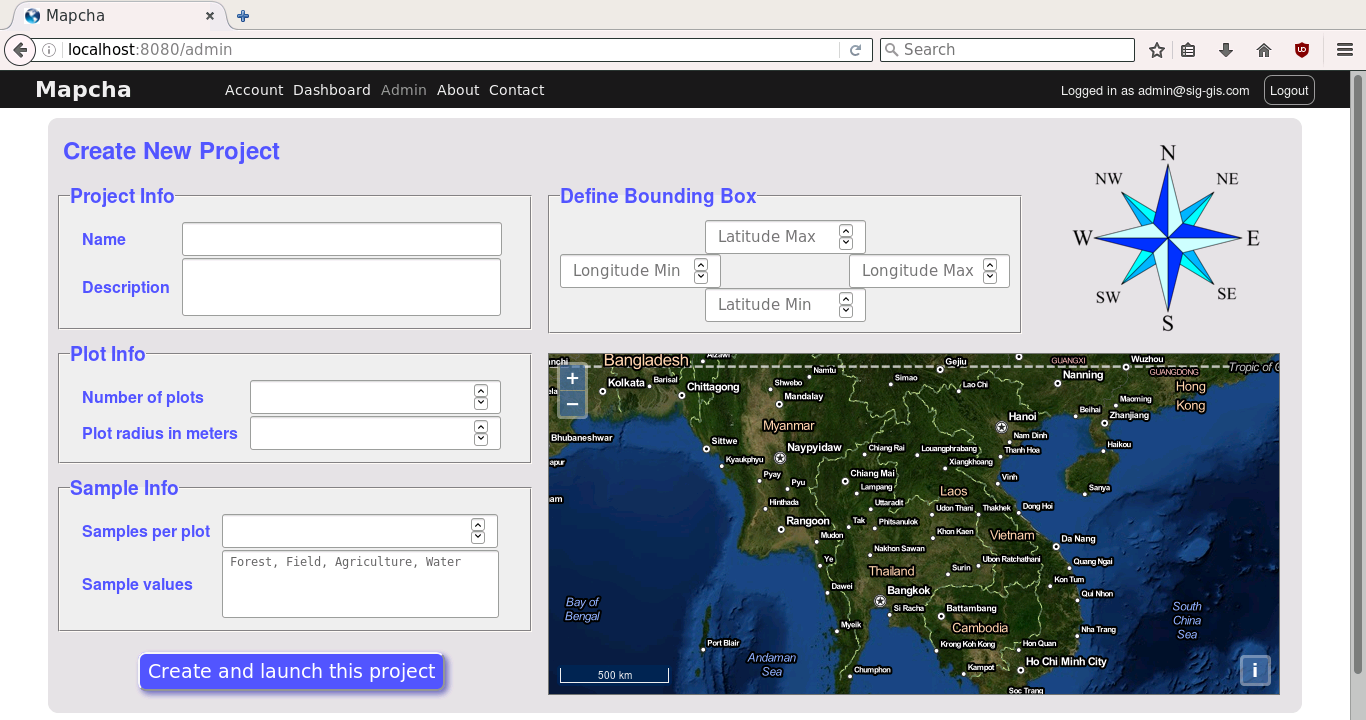 Mapcha
localhost:8080/admin
Search
Mapcha
Account Dashboard Admin About Contact
Logged in as admin@sig-gis.com
Logout
Create New Project
Project Info
Name
Description
Plot Info
Number of plots
Plot radius in meters
Sample Info
Samples per plot
Sample values
Forest, Field, Agriculture, Water
Create and launch this project
Define Bounding Box
Latitude Max
Longitude Min
Longitude Max
Latitude Min
N
NW
NE
W
E
SW
SE
S
+
−
Bangladesh
Kolkata
Barisal
Chittagong
Namtu
Shwebo
Mandalay
Simao
Gejiu
Lao Chi
GUANGXI
Wuzhou
Nanning
GUANGDONG
Tropic of C
Hong
Kong
Maoming
Beihai
Zhanjiang
Hanoi
Nam Dinh
Haikou
Myanmar
Bhubaneshwar
Sittwe
Naypyidaw
Chiang Rai
Louangphrabang
Thanh Hoa
Kyaukphyu
Xiangkhoang
apur
Pyay
Pyu
Chiang Mai
Lampang
Laos
Vinh
Sanya
am
Hinthada
Uttaradit
Udon Thani
Thakhek
Dong Hoi
Rangoon
Tak
Phitsanulok
Mudon
Khon Kaen
Vietnam
Da Nang
Nakhon Sawan
Ye
Ubon Ratchathani
Quang Ngai
Thailand
Surin
Dawei
Kon Tum
Bangkok
Qui Nhon
Bay of
Bengal
Si Racha
Battambang
South
China
Sea
Myeik
Cambodia
Nha Trang
Port Blair
Krong Koh Kong
Hon Quan
Andaman
Sea
Chumphon
Kampot
Ho Chi Minh City
Soc Trang
500 km
i